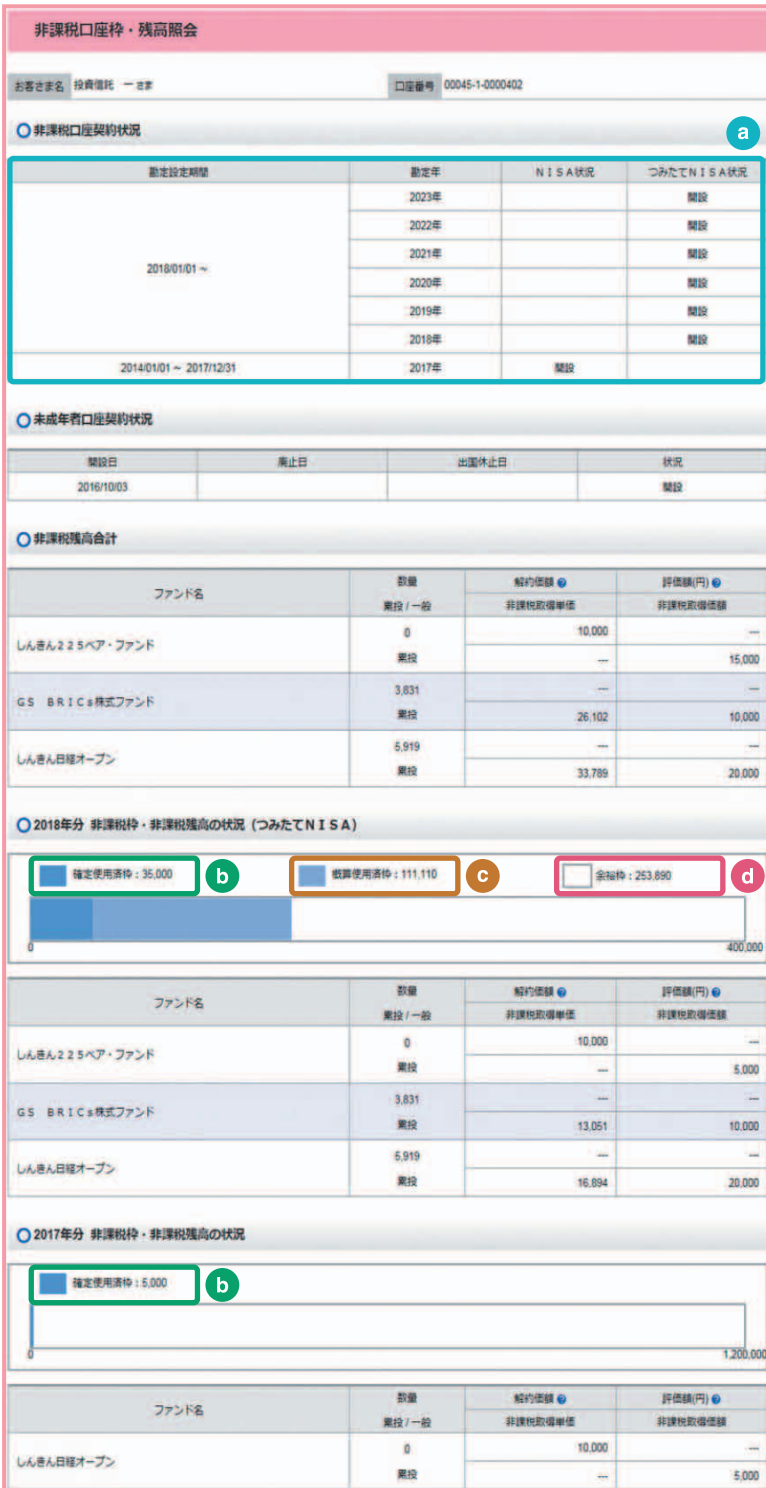 非課税口座枠・残高照会
お客さま名 投資信託 一 さま 口座番号 00045-1-0000402
非課税口座契約状況 a
勘定設定期間 勘定年 NISA状況 つみたてNISA状況
2023年 開設
2022年 開設
2021年 開設
2018/01/01 ~
2020年 開設
2019年 開設
2018年 開設
2014/01/01 ~ 2017/12/31 2017年 開設
未成年者口座契約状況
開設日 廃止日 出国休止日 状況
2016/10/03 開設
非課税残高合計
ファンド名 数量 解約価額 ? 評価額(円) ?
累投/一般 非課税取得単価 非課税取得価額
しんきん225ベア・ファンド 0 10,000 ---
累投 --- 15,000
GS BRICs株式ファンド 3,831 --- ---
累投 26,102 10,000
しんきん日経オープン 5,919 --- ---
累投 33,789 20,000
2018年分 非課税枠・非課税残高の状況 (つみたてNISA)
確定使用済枠:35,000 b 概算使用済枠:111,110 c 余裕枠:253,890 d
0 400,000
ファンド名 数量 解約価額 ? 評価額(円) ?
累投/一般 非課税取得単価 非課税取得価額
しんきん225ベア・ファンド 0 10,000 ---
累投 --- 5,000
GS BRICs株式ファンド 3,831 --- ---
累投 13,051 10,000
しんきん日経オープン 5,919 --- ---
累投 16,894 20,000
2017年分 非課税枠・非課税残高の状況
確定使用済枠:5,000 b
0 1,200,000
ファンド名 数量 解約価額 ? 評価額(円) ?
累投/一般 非課税取得単価 非課税取得価額
しんきん日経オープン 0 10,000 ---
累投 --- 5,000